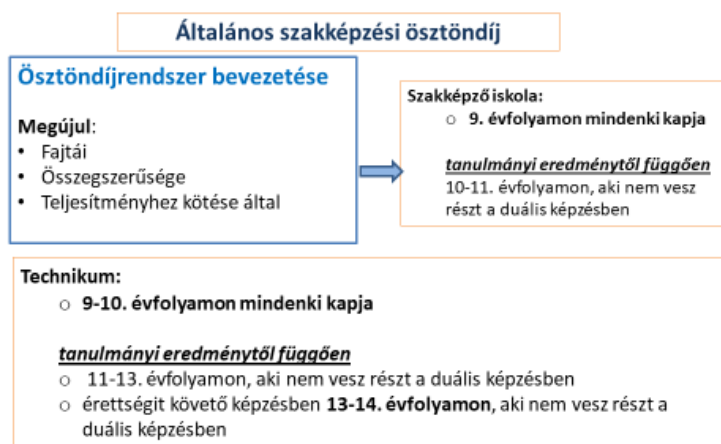 Általános szakképzési ösztöndíj
Ösztöndíjrendszer bevezetése
Megújul:
• Fajtái
• Összegszerűsége
• Teljesítményhez kötése által
Szakképző iskola:
○ 9. évfolyamon mindenki kapja
tanulmányi eredménytől függően
10-11. évfolyamon, aki nem vesz
részt a duális képzésben
Technikum:
○ 9-10. évfolyamon mindenki kapja
tanulmányi eredménytől függően
○ 11-13. évfolyamon, aki nem vesz részt a duális képzésben
○ érettségit követő képzésben 13-14. évfolyamon, aki nem vesz részt a
duális képzésben